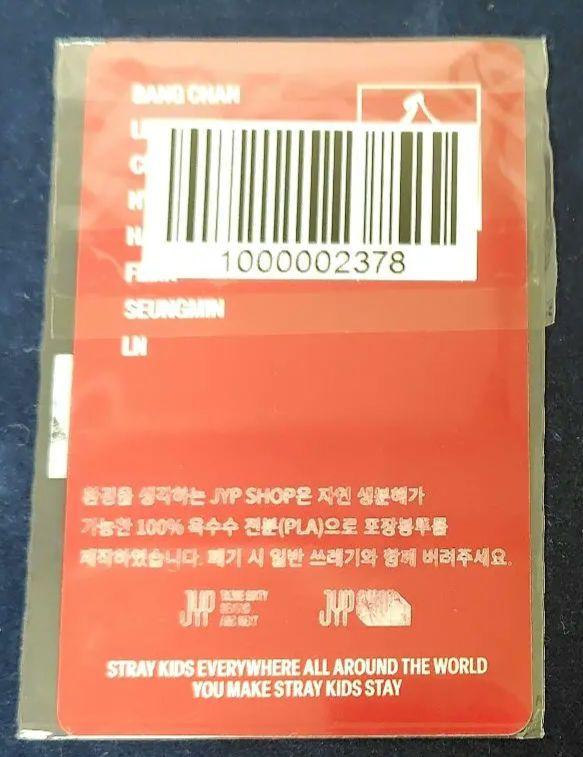 BANG CHAN
1000002378
SEUNGMIN
I.N
환경을 생각하는 JYP SHOP은 자연 생분해가
가능한 100% 옥수수 전분(PLA)으로 포장봉투를
제작하였습니다. 폐기 시 일반 쓰레기와 함께 버려주세요.
JYP JYP
STRAY KIDS EVERYWHERE ALL AROUND THE WORLD
YOU MAKE STRAY KIDS STAY